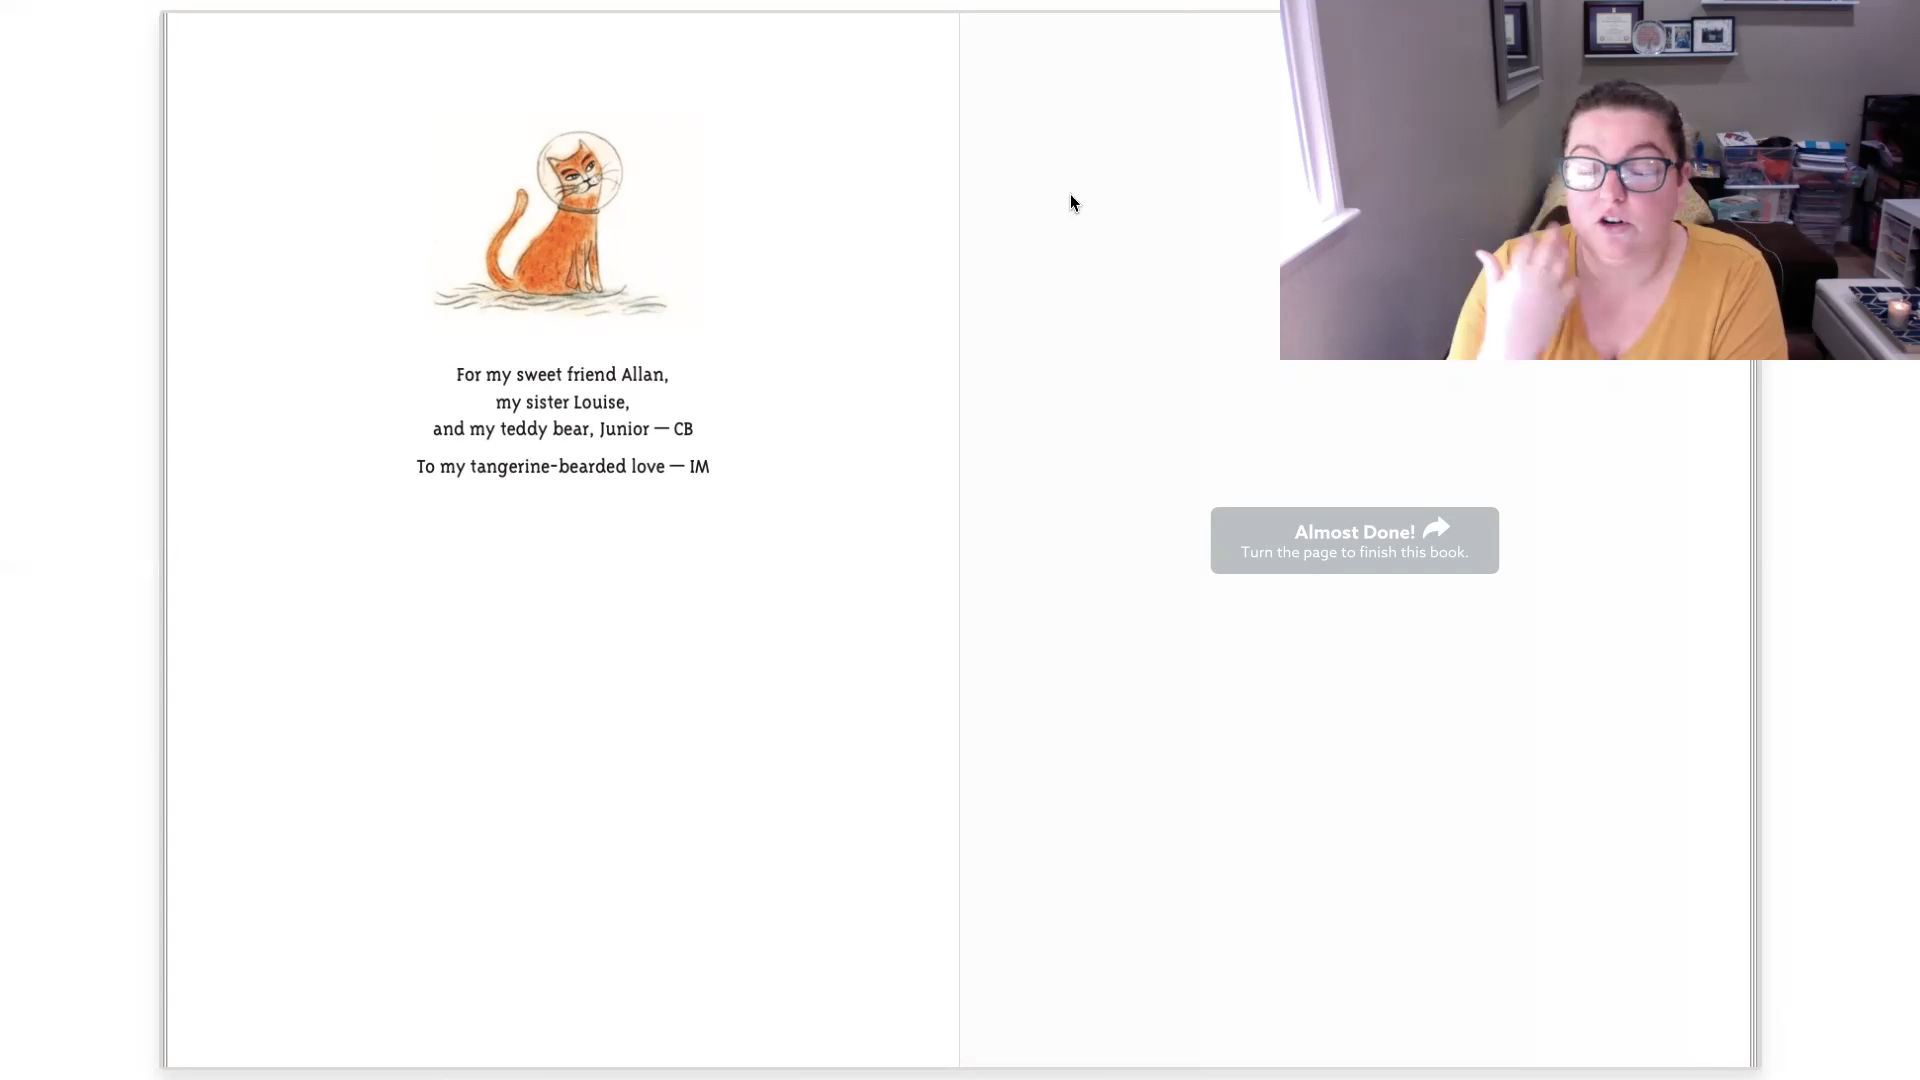 For my sweet friend Allan,
my sister Louise,
and my teddy bear, Junior — CB
To my tangerine-bearded love — IM
Almost Done!
Turn the page to finish this book.